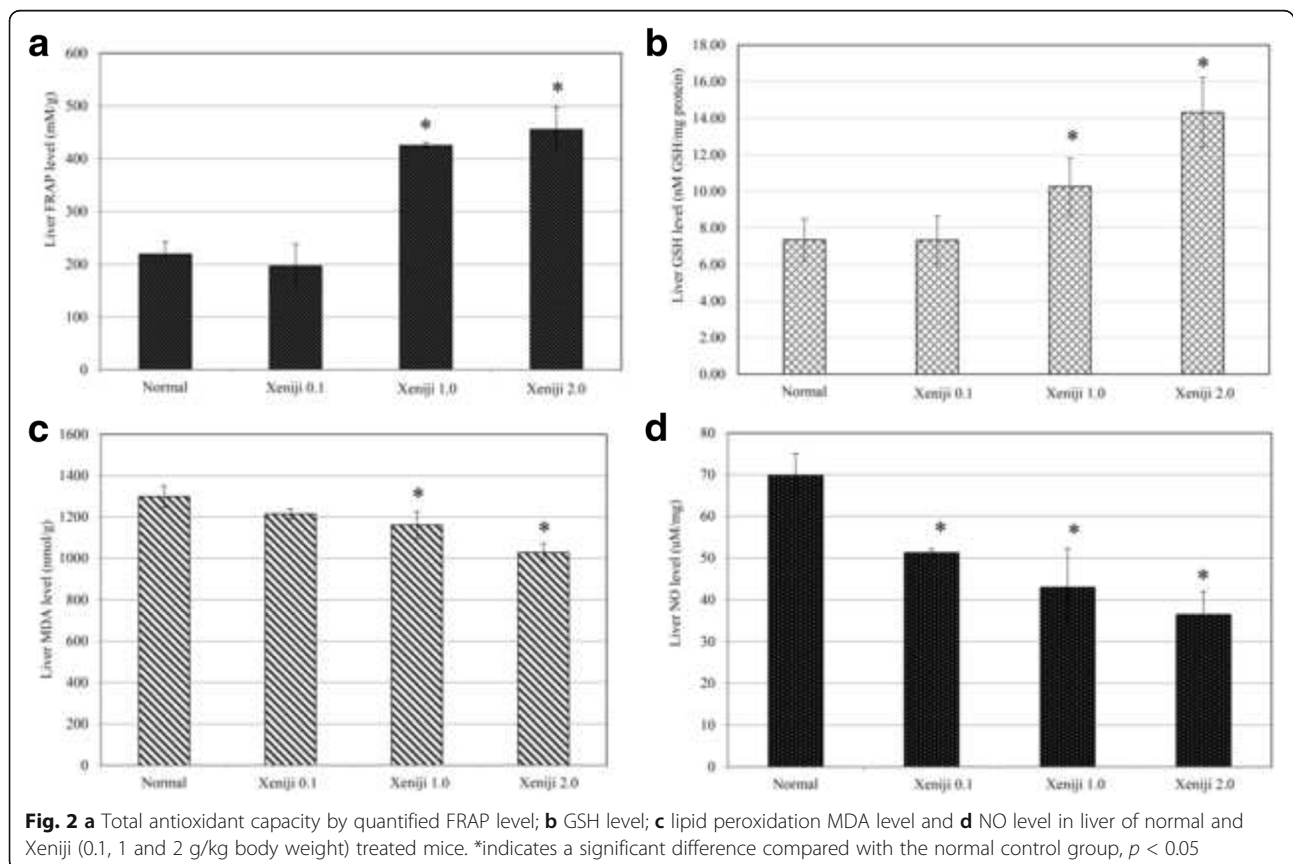 a
600
500
400
300
200
100
0
Liver FRAP level (mM/g)
*
*
Normal
Xeniji 0.1
Xeniji 1.0
Xeniji 2.0
b
18.00
16.00
14.00
12.00
10.00
8.00
6.00
4.00
2.00
0.00
Liver GSH level (nM GSH/mg protein)
*
*
Normal
Xeniji 0.1
Xeniji 1.0
Xeniji 2.0
c
1600
1400
1200
1000
800
600
400
200
0
Liver MDA level (nmol/g)
*
*
Normal
Xeniji 0.1
Xeniji 1.0
Xeniji 2.0
d
80
70
60
50
40
30
20
10
0
Liver NO level (uM/mg)
*
*
*
Normal
Xeniji 0.1
Xeniji 1.0
Xeniji 2.0
Fig. 2 a Total antioxidant capacity by quantified FRAP level; b GSH level; c lipid peroxidation MDA level and d NO level in liver of normal and
Xeniji (0.1, 1 and 2 g/kg body weight) treated mice. *indicates a significant difference compared with the normal control group, p < 0.05